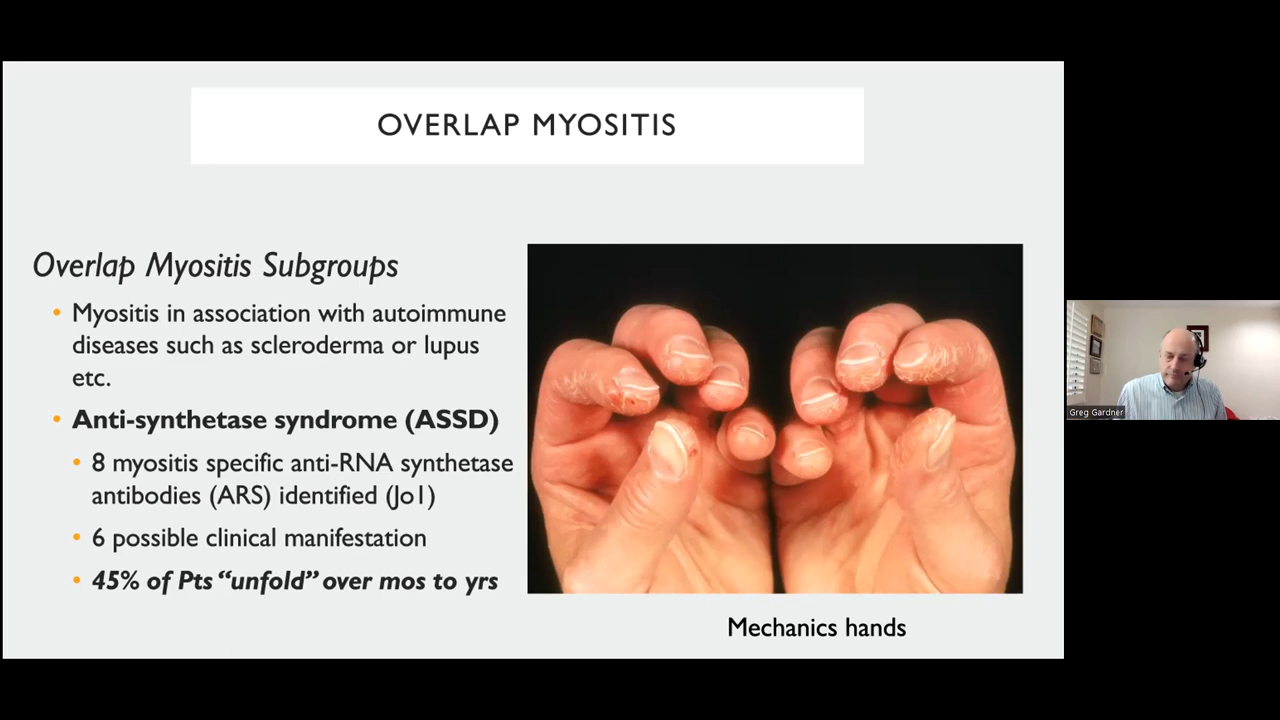 OVERLAP MYOSITIS
Overlap Myositis Subgroups
• Myositis in association with autoimmune
diseases such as scleroderma or lupus
etc.
• Anti-synthetase syndrome (ASSD)
• 8 myositis specific anti-RNA synthetase
antibodies (ARS) identified (Jo1)
• 6 possible clinical manifestation
• 45% of Pts “unfold” over mos to yrs
Mechanics hands
Greg Gardner